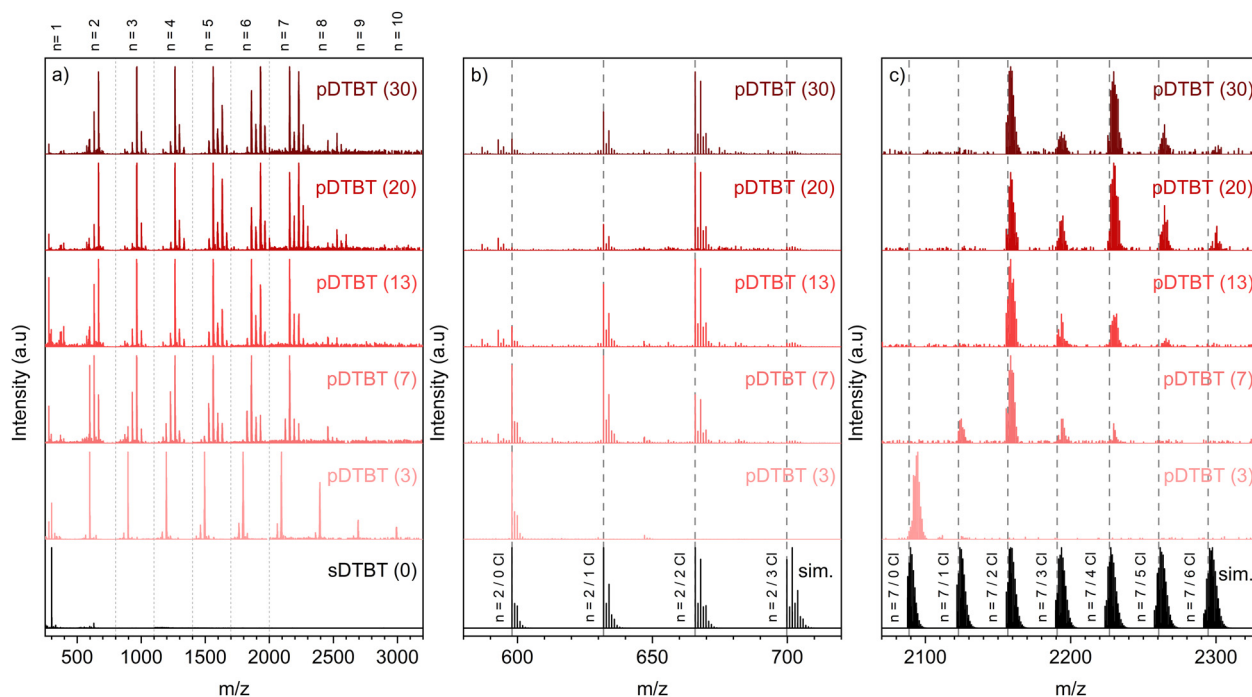 n= 1
n = 2
n = 3
n = 4
n = 5
n = 6
n = 7
n = 8
n = 9
n = 10
a)
pDTBT (30)
pDTBT (20)
pDTBT (13)
pDTBT (7)
pDTBT (3)
sDTBT (0)
Intensity (a.u)
500 1000 1500 2000 2500 3000
m/z
b)
pDTBT (30)
pDTBT (20)
pDTBT (13)
pDTBT (7)
pDTBT (3)
sim.
n = 2 / 0 Cl
n = 2 / 1 Cl
n = 2 / 2 Cl
n = 2 / 3 Cl
Intensity (a.u)
600 650 700
m/z
c)
pDTBT (30)
pDTBT (20)
pDTBT (13)
pDTBT (7)
pDTBT (3)
sim.
n= 7 / 0 Cl
n = 7 / 1 Cl
n = 7 / 2 Cl
n = 7 / 3 Cl
n = 7 / 4 Cl
n = 7 / 5 Cl
n = 7 / 6 Cl
Intensity (a.u)
2100 2200 2300
m/z